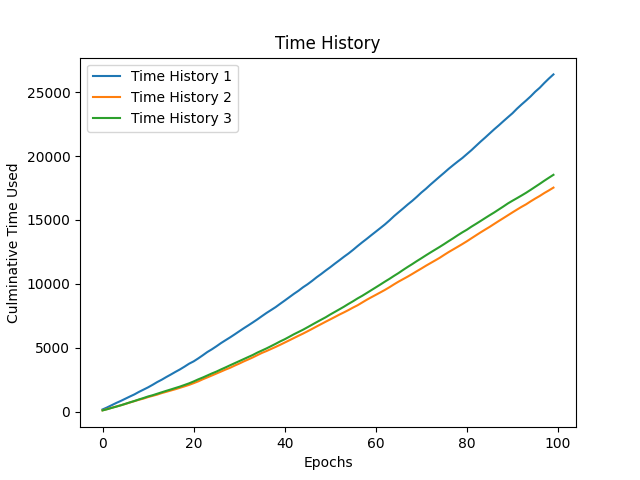 Time History
Time History 1
Time History 2
Time History 3
Culminative Time Used
25000
20000
15000
10000
5000
0
0 20 40 60 80 100
Epochs